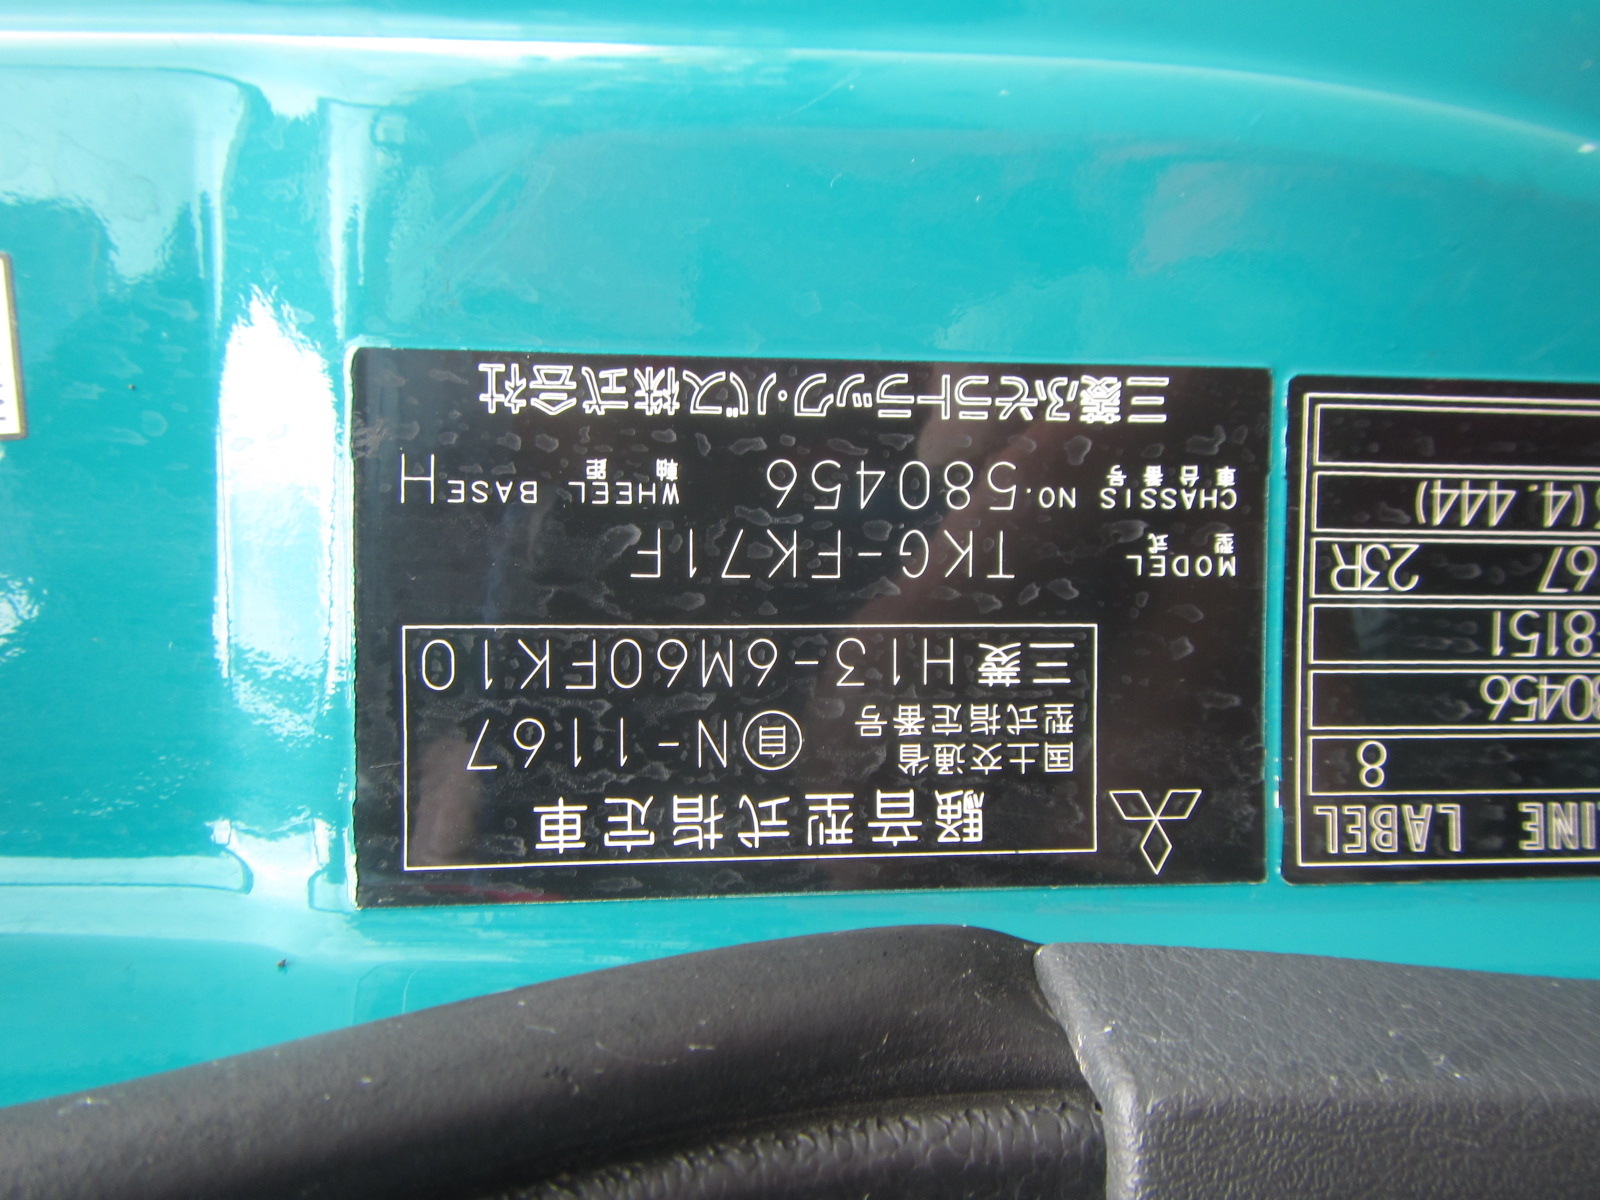 騒音型式指定車
国土交通省
型式指定番号 自N-1167
三菱 H13-6M60FK10
MODEL
型式 TKG-FK71F
CHASSIS NO.
車台番号 580456
WHEEL BASE
軸距 H
三菱ふそうトラック・バス株式会社
LINE LABEL
8
80456
-8151
67 23R
5(4.444)